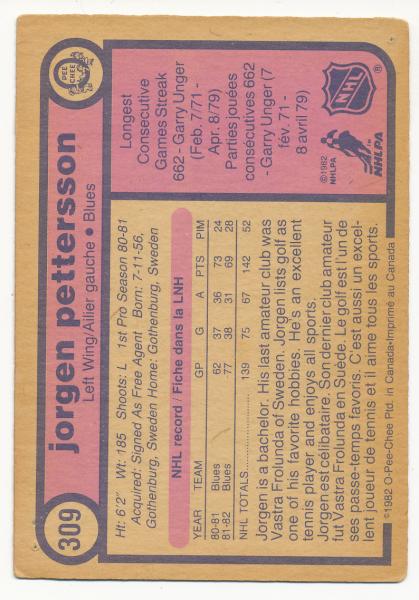 309
jorgen pettersson
Left Wing/Ailier gauche • Blues
O
PEE
CHEE
Ht: 6'2" Wt: 185 Shoots: L 1st Pro Season 80-81
Acquired: Signed As Free Agent Born: 7-11-56,
Gothenburg, Sweden Home: Gothenburg, Sweden
NHL record / Fiche dans la LNH
YEAR TEAM GP G A PTS PIM
80-81 Blues 62 37 36 73 24
81-82 Blues 77 38 31 69 28
NHL TOTALS 139 75 67 142 52
Longest
Consecutive
Games Streak
662 - Garry Unger
(Feb. 7/71 -
Apr. 8/79)
Parties jouées
consécutives 662
- Garry Unger (7
fév. 71 -
8 avril 79)
NHL
®
©1982
NHLPA
NHLPA
TM
Jorgen is a bachelor. His last amateur club was
Vastra Frolunda of Sweden. Jorgen lists golf as
one of his favorite hobbies. He's an excellent
tennis player and enjoys all sports.
Jorgen est célibataire. Son dernier club amateur
fut Vastra Frolunda en Suède. Le golf est l'un de
ses passe-temps favoris. C'est aussi un excel-
lent joueur de tennis et il aime tous les sports.
©1982 O-Pee-Chee Ptd. in Canada•Imprimé au Canada